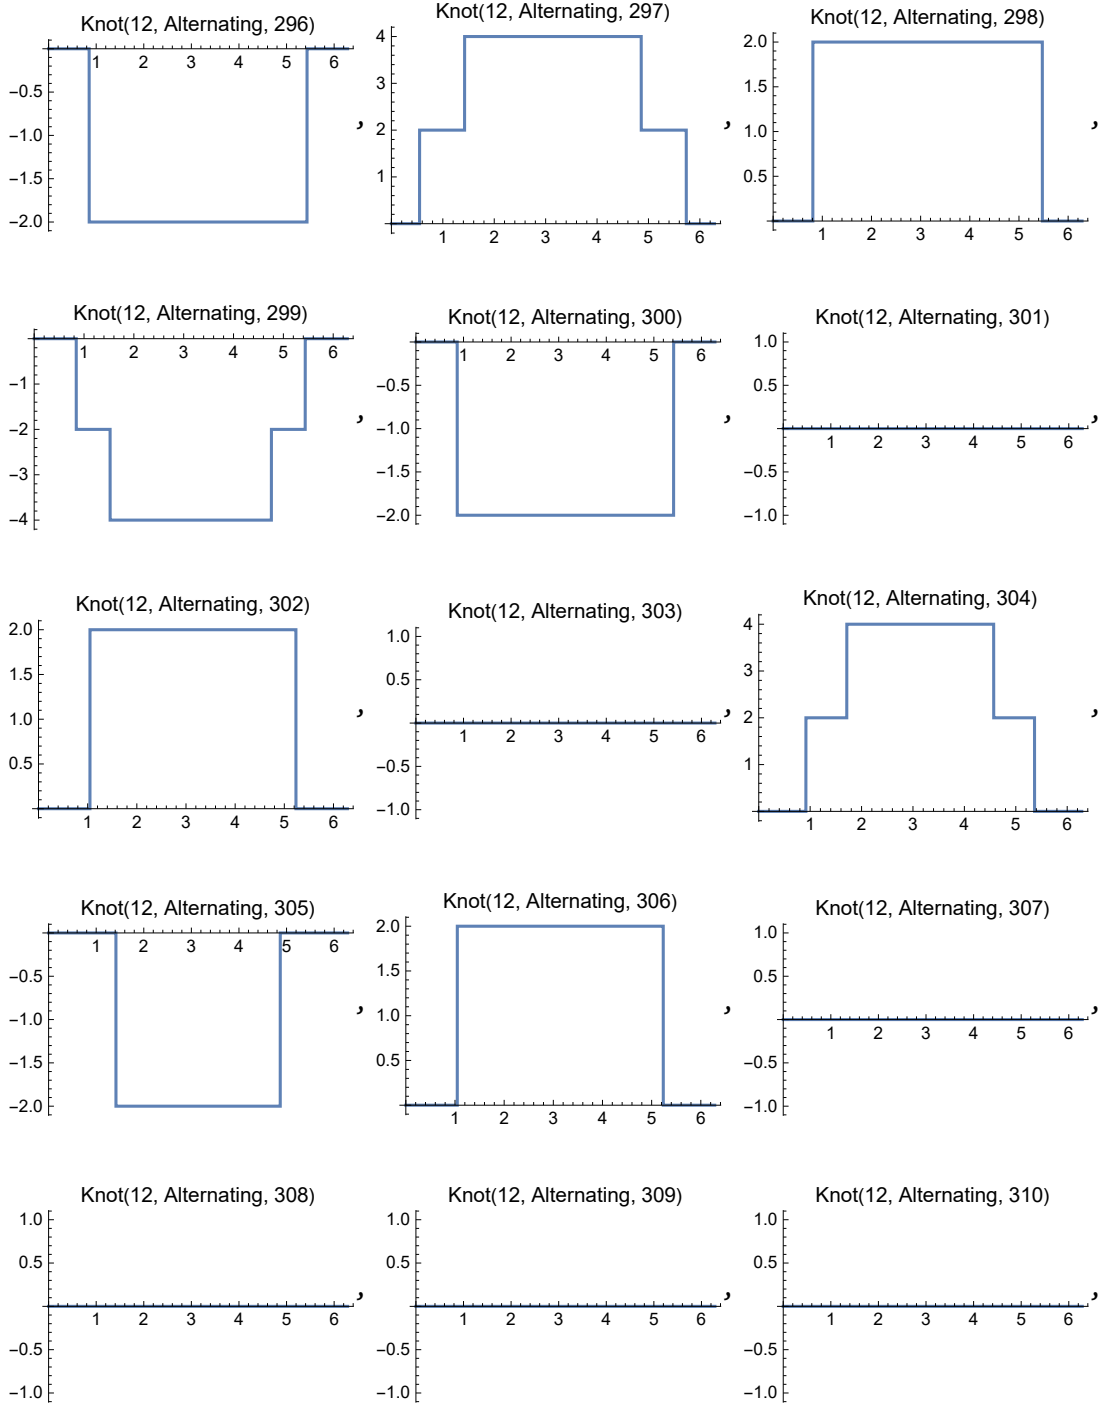 Knot(12, Alternating, 296)
1 2 3 4 5 6
−0.5
−1.0
−1.5
−2.0
,
Knot(12, Alternating, 297)
4
3
2
1
1 2 3 4 5 6
,
Knot(12, Alternating, 298)
2.0
1.5
1.0
0.5
1 2 3 4 5 6
,
Knot(12, Alternating, 299)
1 2 3 4 5 6
−1
−2
−3
−4
,
Knot(12, Alternating, 300)
1 2 3 4 5 6
−0.5
−1.0
−1.5
−2.0
,
Knot(12, Alternating, 301)
1.0
0.5
1 2 3 4 5 6
−0.5
−1.0
,
Knot(12, Alternating, 302)
2.0
1.5
1.0
0.5
1 2 3 4 5 6
,
Knot(12, Alternating, 303)
1.0
0.5
1 2 3 4 5 6
−0.5
−1.0
,
Knot(12, Alternating, 304)
4
3
2
1
1 2 3 4 5 6
,
Knot(12, Alternating, 305)
1 2 3 4 5 6
−0.5
−1.0
−1.5
−2.0
,
Knot(12, Alternating, 306)
2.0
1.5
1.0
0.5
1 2 3 4 5 6
,
Knot(12, Alternating, 307)
1.0
0.5
1 2 3 4 5 6
−0.5
−1.0
,
Knot(12, Alternating, 308)
1.0
0.5
1 2 3 4 5 6
−0.5
−1.0
,
Knot(12, Alternating, 309)
1.0
0.5
1 2 3 4 5 6
−0.5
−1.0
,
Knot(12, Alternating, 310)
1.0
0.5
1 2 3 4 5 6
−0.5
−1.0
,